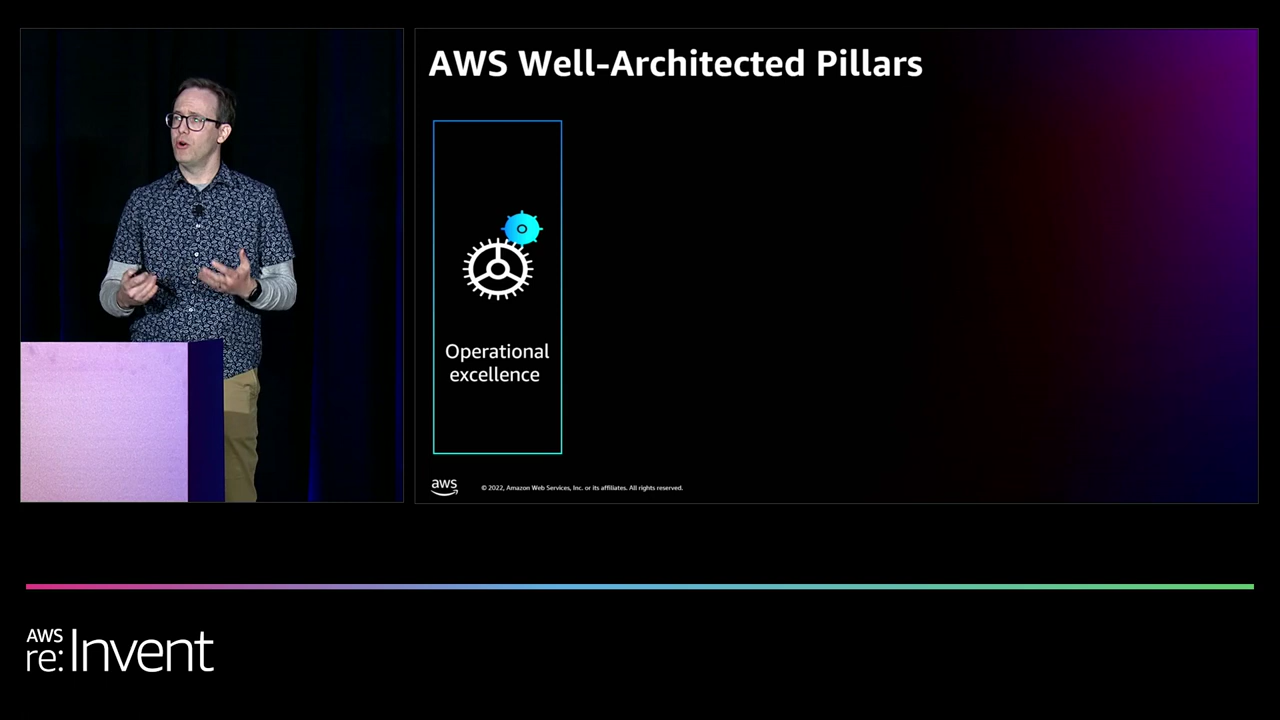 AWS Well-Architected Pillars
Operational
excellence
aws
© 2022, Amazon Web Services, Inc. or its affiliates. All rights reserved.
AWS
re:Invent